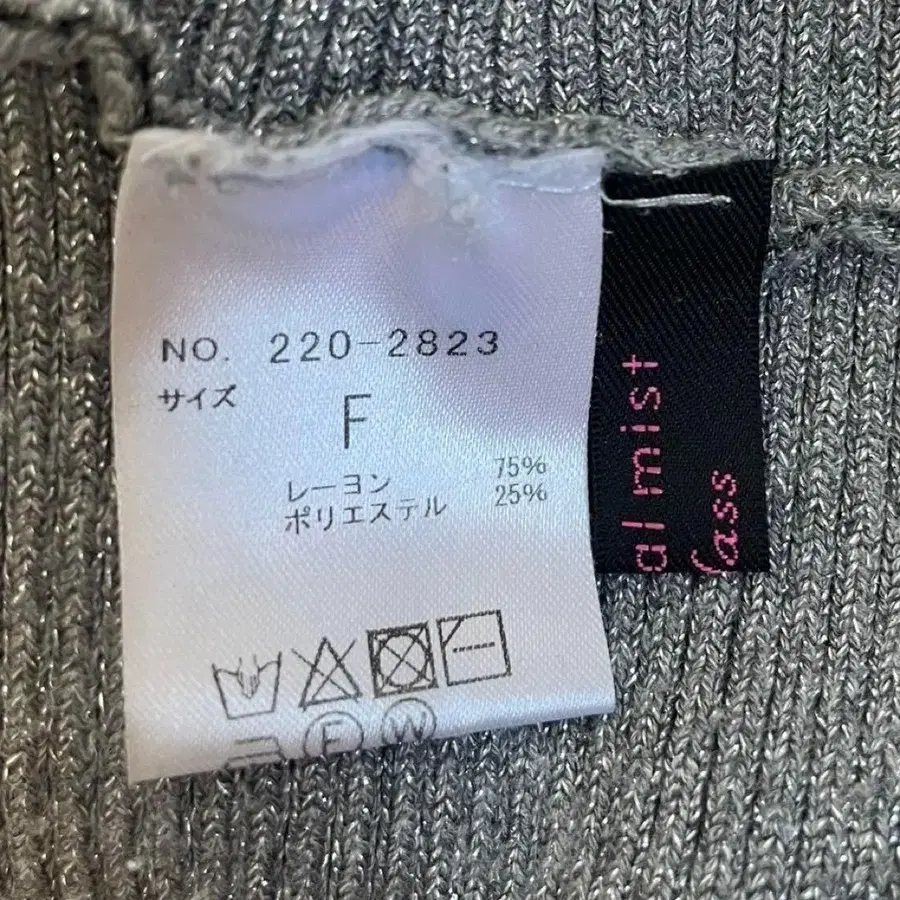 NO. 220-2823
サイズ
F
レーヨン 75%
ポリエステル 25%
F W
al mist
lass